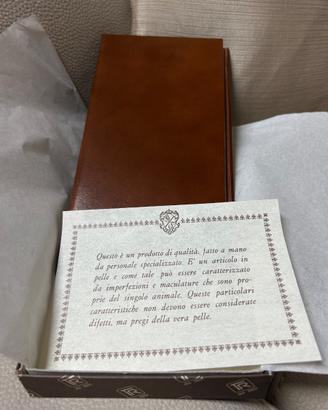 Questo è un prodotto di qualità, fatto a mano
da personale specializzato. E' un articolo in
pelle e come tale può essere caratterizzato
da imperfezioni e maculature che sono pro-
prie del singolo animale. Queste particolari
caratteristiche non devono essere considerate
difetti, ma pregi della vera pelle.